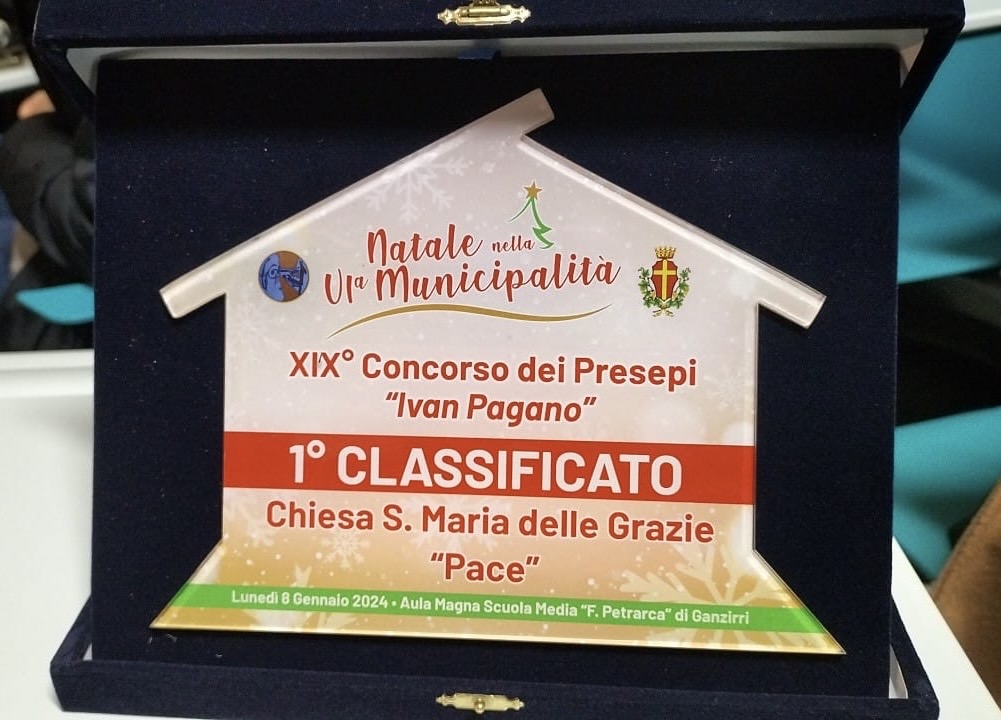 Natale nella
VIa Municipalità
XIX° Concorso dei Presepi
“Ivan Pagano”
1° CLASSIFICATO
Chiesa S. Maria delle Grazie
“Pace”
Lunedì 8 Gennaio 2024 • Aula Magna Scuola Media “F. Petrarca” di Ganzirri